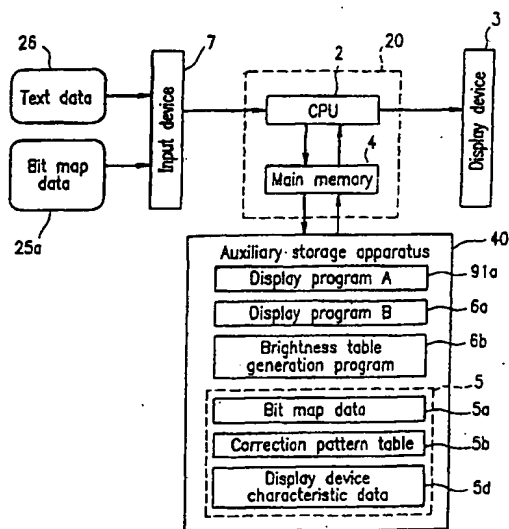 26
7
20
3
2
Text data
Input device
CPU
Display device
4
Bit map
data
Main memory
25a
Auxiliary storage apparatus
40
Display program A
91a
Display program B
6a
Brightness table
generation program
6b
5
Bit map data
5a
Correction pattern table
5b
Display device
characteristic data
5d